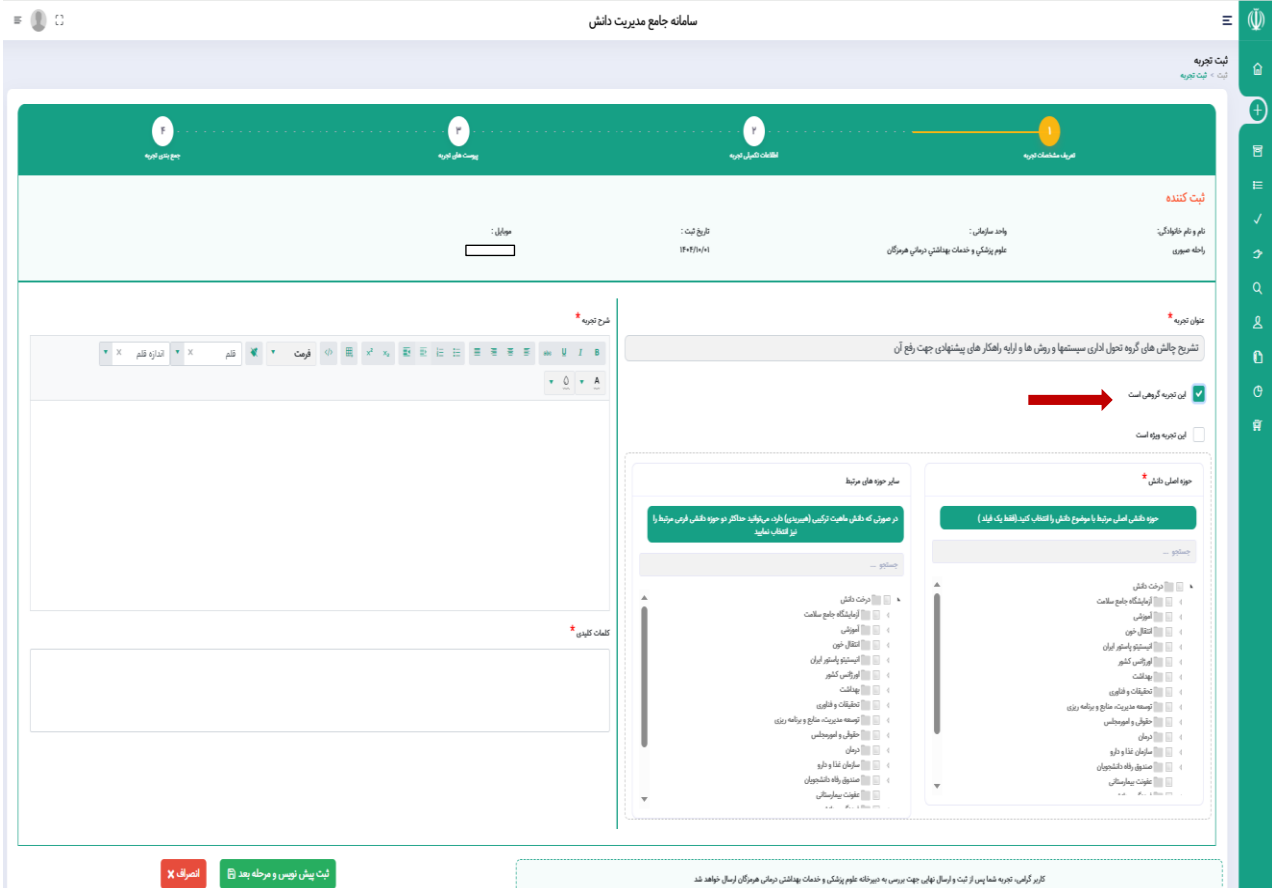 سامانه جامع مدیریت دانش
ثبت تجربه
ثبت > ثبت تجربه
۱
۲
۳
۴
تعریف مشخصات تجربه
اطلاعات تکمیلی تجربه
پیوست های تجربه
جمع بندی تجربه
ثبت کننده
نام و نام خانوادگی:
واحد سازمانی :
تاریخ ثبت :
موبایل :
راحله صبوری
علوم پزشکي و خدمات بهداشتي درماني هرمزگان
۱۴۰۴/۱۰/۰۱
عنوان تجربه *
تشریح چالش های گروه تحول اداری سیستمها و روش ها و ارایه راهکار های پیشنهادی جهت رفع آن
این تجربه گروهی است
این تجربه ویژه است
حوزه اصلی دانش *
حوزه دانشی اصلی مرتبط با موضوع دانش را انتخاب کنید.(فقط یک فیلد )
جستجو ...
درخت دانش
آزمایشگاه جامع سلامت
آموزشی
انتقال خون
انیستیتو پاستور ایران
اورژانس کشور
بهداشت
تحقیقات و فناوری
توسعه مدیریت، منابع و برنامه ریزی
حقوقی و امورمجلس
درمان
سازمان غذا و دارو
صندوق رفاه دانشجویان
عفونت بیمارستانی
سایر حوزه های مرتبط
در صورتی که دانش ماهیت ترکیبی (هیبریدی) دارد، می‌توانید حداکثر دو حوزه دانشی فرعی مرتبط را
نیز انتخاب نمایید
جستجو ...
درخت دانش
آزمایشگاه جامع سلامت
آموزشی
انتقال خون
انیستیتو پاستور ایران
اورژانس کشور
بهداشت
تحقیقات و فناوری
توسعه مدیریت، منابع و برنامه ریزی
حقوقی و امورمجلس
درمان
سازمان غذا و دارو
صندوق رفاه دانشجویان
عفونت بیمارستانی
شرح تجربه *
B I U abc x₂ x² فرمت قلم x اندازه قلم x
A
کلمات کلیدی *
ثبت پیش نویس و مرحله بعد
انصراف x
کاربر گرامی، تجربه شما پس از ثبت و ارسال نهایی جهت بررسی به دبیرخانه علوم پزشکی و خدمات بهداشتی درمانی هرمزگان ارسال خواهد شد